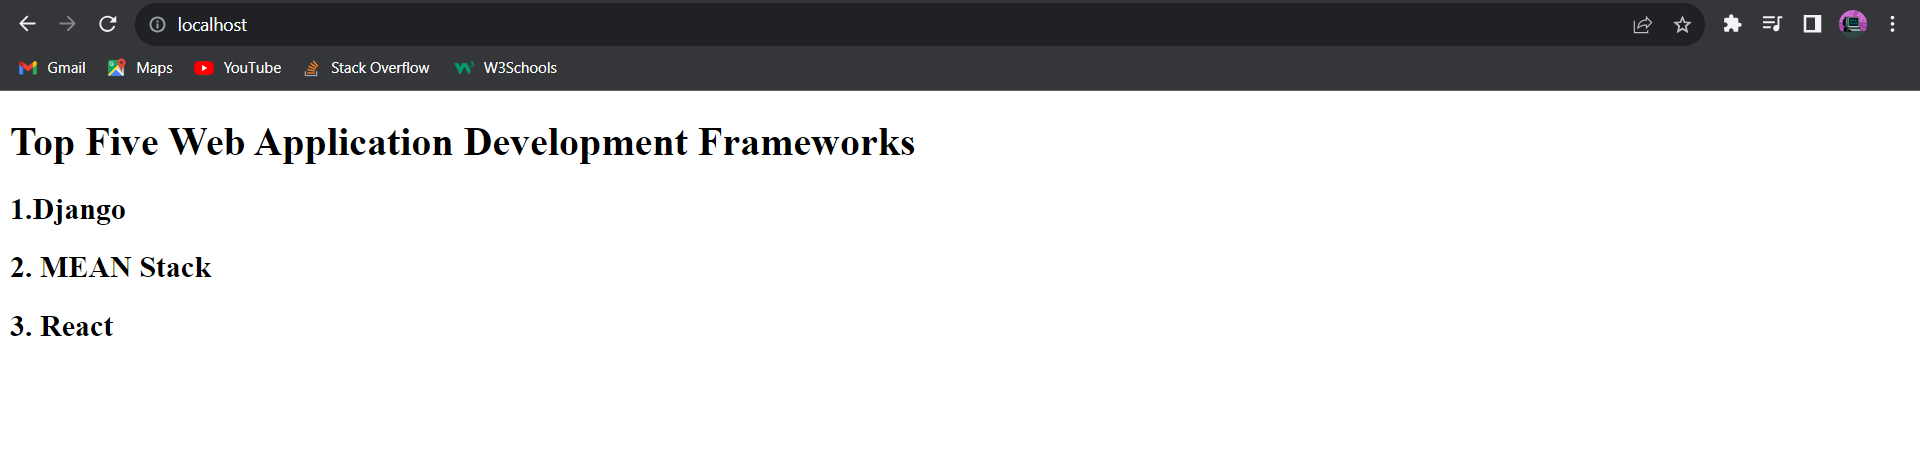 localhost
Gmail Maps YouTube Stack Overflow W3Schools
Top Five Web Application Development Frameworks
1.Django
2. MEAN Stack
3. React